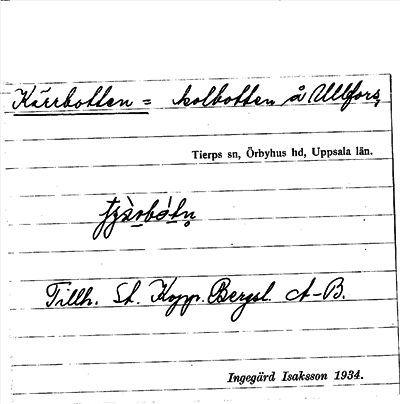 Kärrbotten = kolbotten å Ullfors,
Tierps sn, Örbyhus hd, Uppsala län.
Tillh. St. Kopp. Bergsl. A-B.
Ingegärd Isaksson 1934.